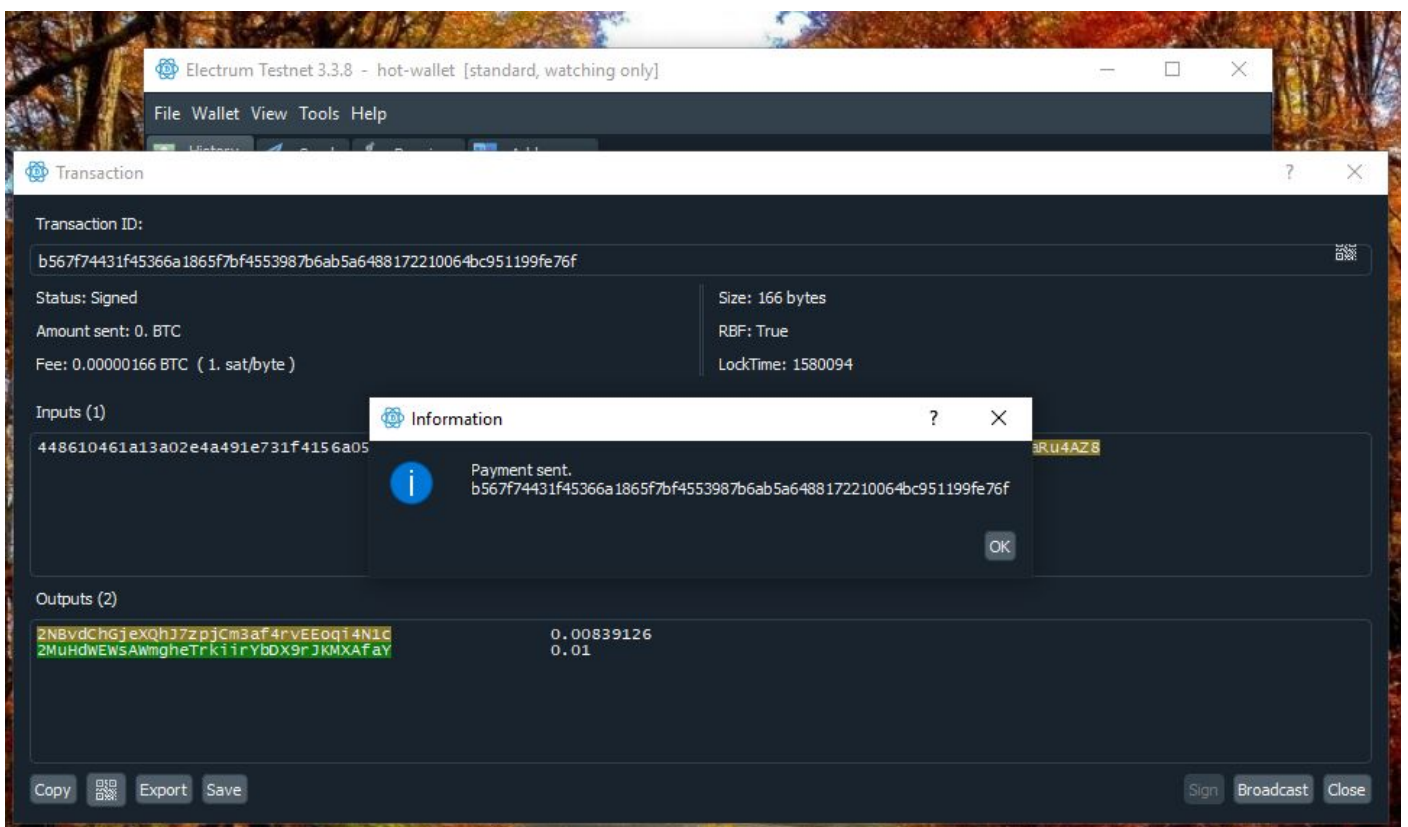 Electrum Testnet 3.3.8 - hot-wallet [standard, watching only]
File Wallet View Tools Help
History
Transaction
Transaction ID:
b567f74431f45366a1865f7bf4553987b6ab5a6488172210064bc951199fe76f
Status: Signed
Size: 166 bytes
Amount sent: 0. BTC
RBF: True
Fee: 0.00000166 BTC ( 1. sat/byte )
LockTime: 1580094
Inputs (1)
448610461a13a02e4a491e731f4156a05
aRu4AZ8
Information
Payment sent.
b567f74431f45366a1865f7bf4553987b6ab5a6488172210064bc951199fe76f
OK
Outputs (2)
2NBvdChGjeXQhJ7zpjCm3af4rvEEoqi4N1c 0.00839126
2MuHdWEWsAWmgheTrkiirYbDX9rJKMXAfaY 0.01
Copy Export Save Sign Broadcast Close